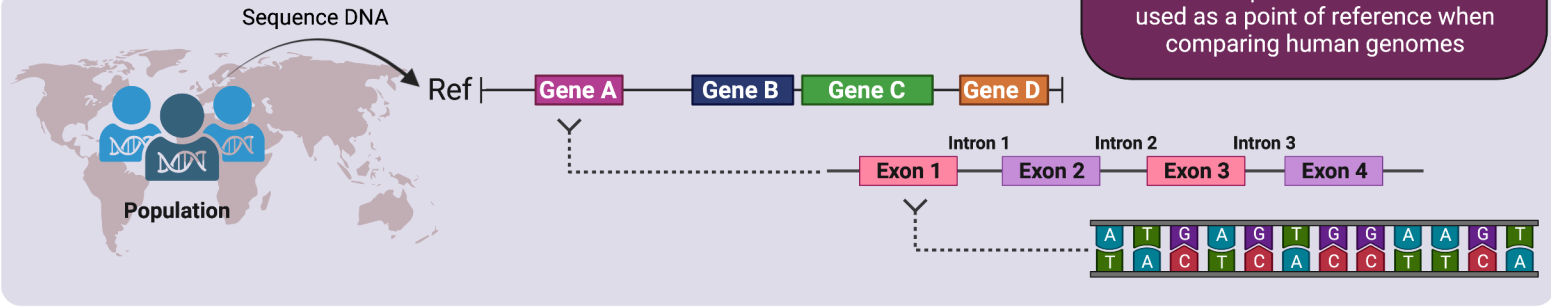 used as a point of reference when
comparing human genomes
Sequence DNA
Ref
Gene A
Gene B
Gene C
Gene D
Intron 1
Intron 2
Intron 3
Exon 1
Exon 2
Exon 3
Exon 4
Population
A T G A G T G G A A G T
T A C T C A C C T T C A